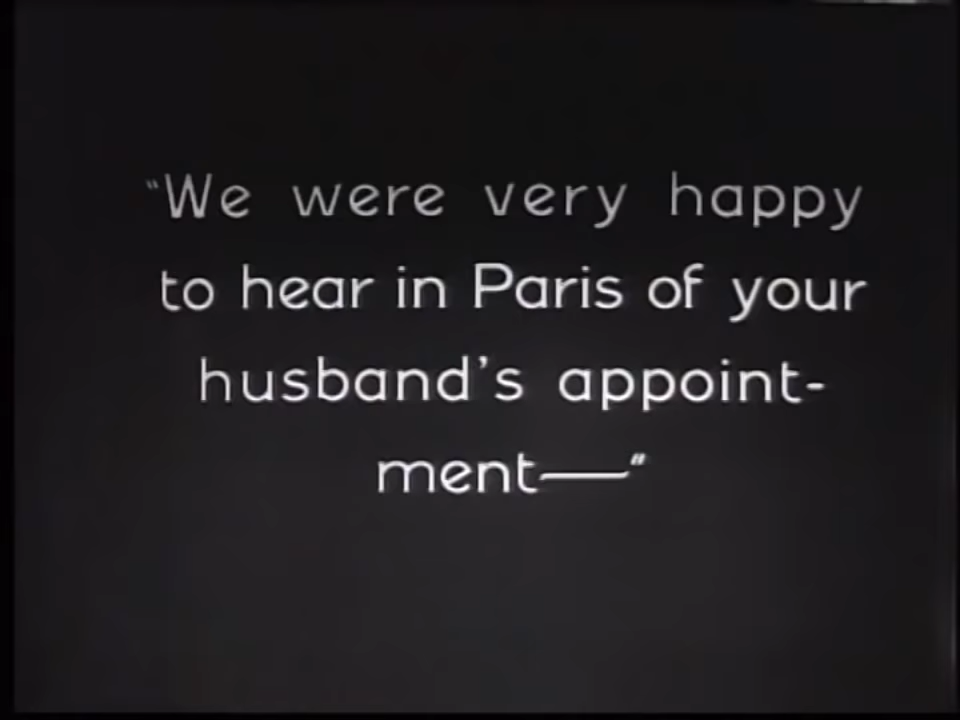 "We were very happy
to hear in Paris of your
husband's appoint-
ment—"